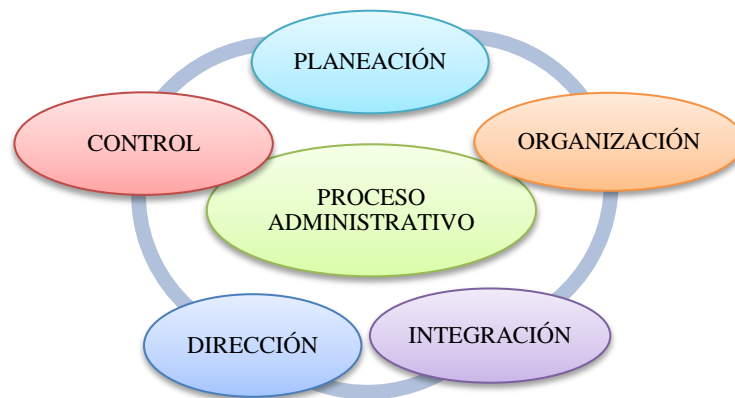 PLANEACIÓN
CONTROL
ORGANIZACIÓN
PROCESO
ADMINISTRATIVO
DIRECCIÓN
INTEGRACIÓN